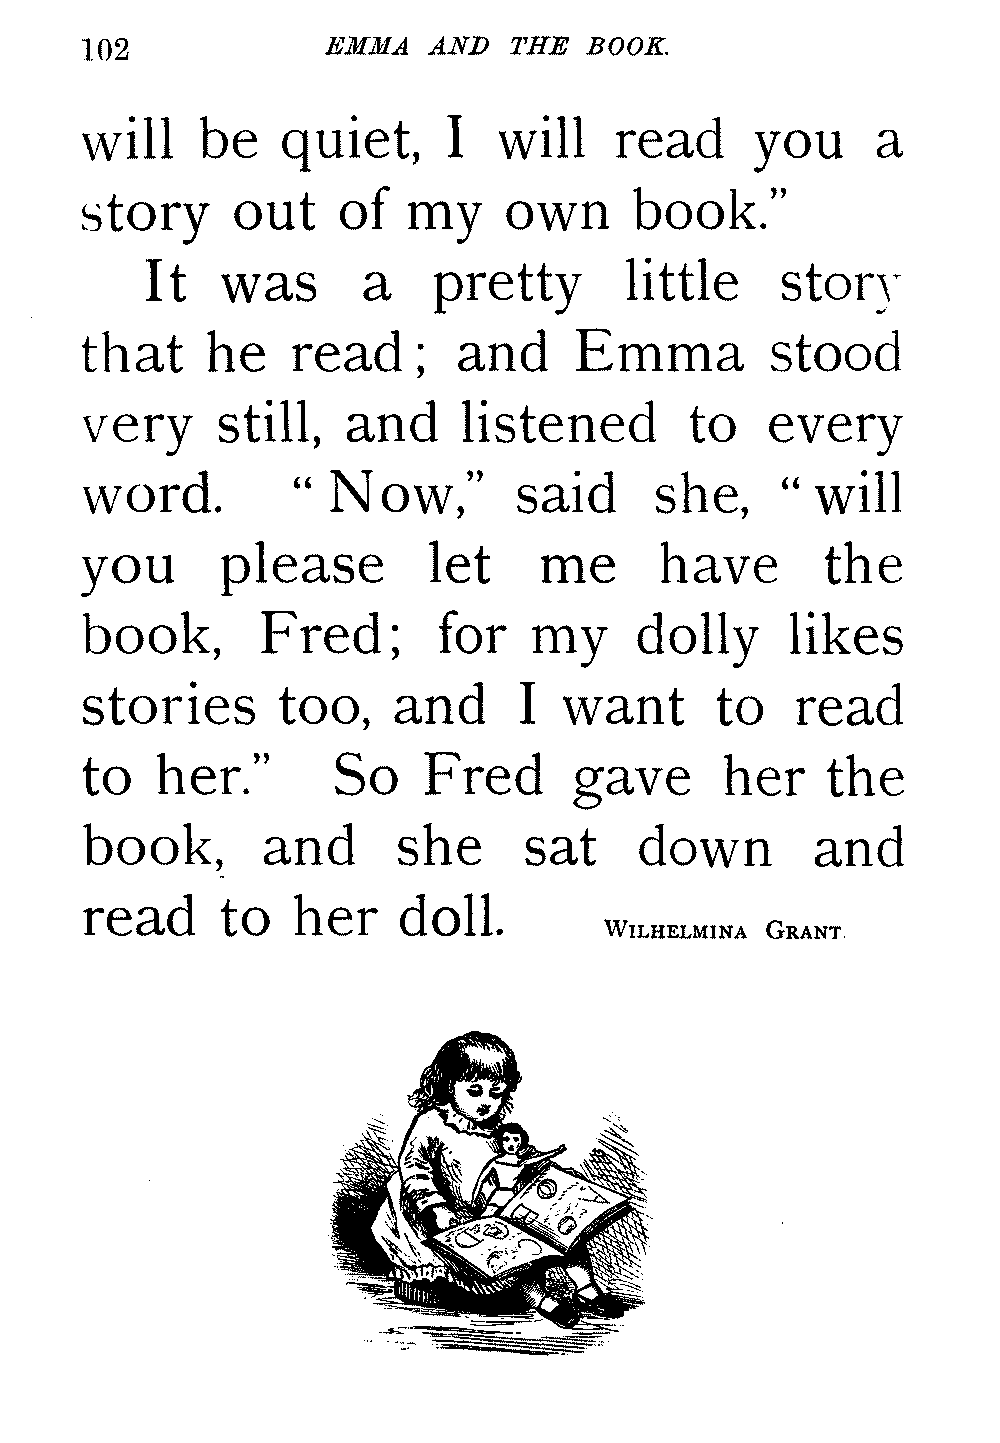 102 EMMA AND THE BOOK.
will be quiet, I will read you a
story out of my own book.”
It was a pretty little story
that he read; and Emma stood
very still, and listened to every
word. “Now,” said she, “will
you please let me have the
book, Fred; for my dolly likes
stories too, and I want to read
to her.” So Fred gave her the
book, and she sat down and
read to her doll. WILHELMINA GRANT.